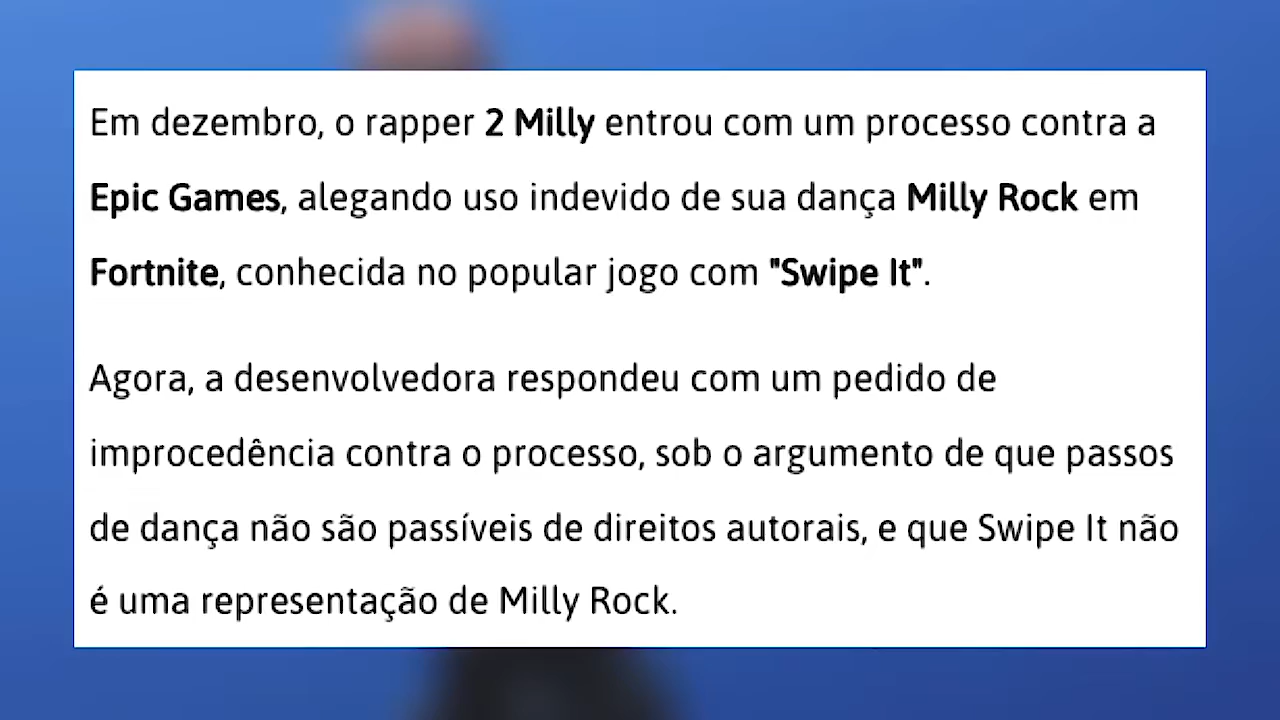 Em dezembro, o rapper 2 Milly entrou com um processo contra a
Epic Games, alegando uso indevido de sua dança Milly Rock em
Fortnite, conhecida no popular jogo com "Swipe It".
Agora, a desenvolvedora respondeu com um pedido de
improcedência contra o processo, sob o argumento de que passos
de dança não são passíveis de direitos autorais, e que Swipe It não
é uma representação de Milly Rock.